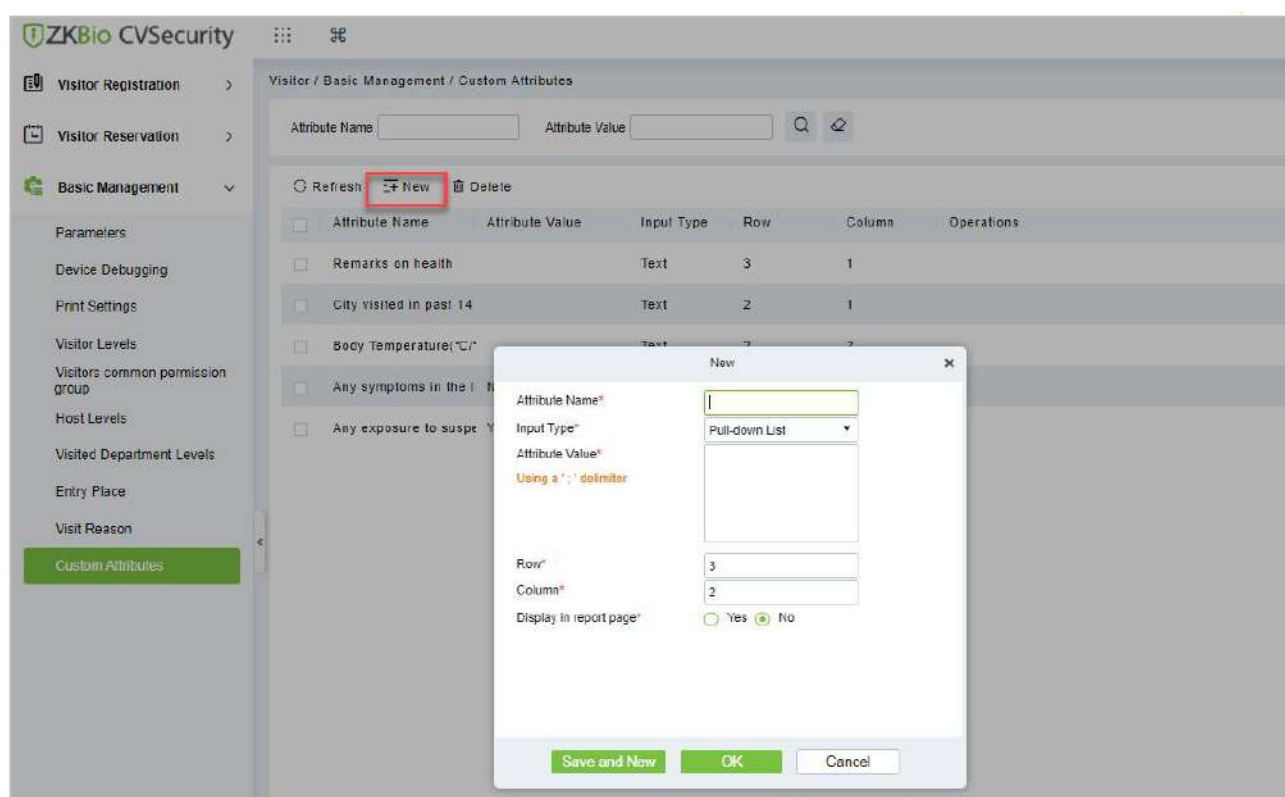 ZKBio CVSecurity
Visitor Registration
Visitor Reservation
Basic Management
Parameters
Device Debugging
Print Settings
Visitor Levels
Visitors common permission
group
Host Levels
Visited Department Levels
Entry Place
Visit Reason
Custom Attributes
Visitor / Basic Management / Custom Attributes
Attribute Name Attribute Value
Refresh New Delete
Attribute Name Attribute Value Input Type Row Column Operations
Remarks on health Text 3 1
City visited in past 14 Text 2 1
Body Temperature(°C/° Text 2 2
Any symptoms in the l N
Any exposure to suspe Y
New
Attribute Name*
Input Type* Pull-down List
Attribute Value*
Using a ' ; ' delimiter
Row* 3
Column* 2
Display in report page* Yes No
Save and New OK Cancel